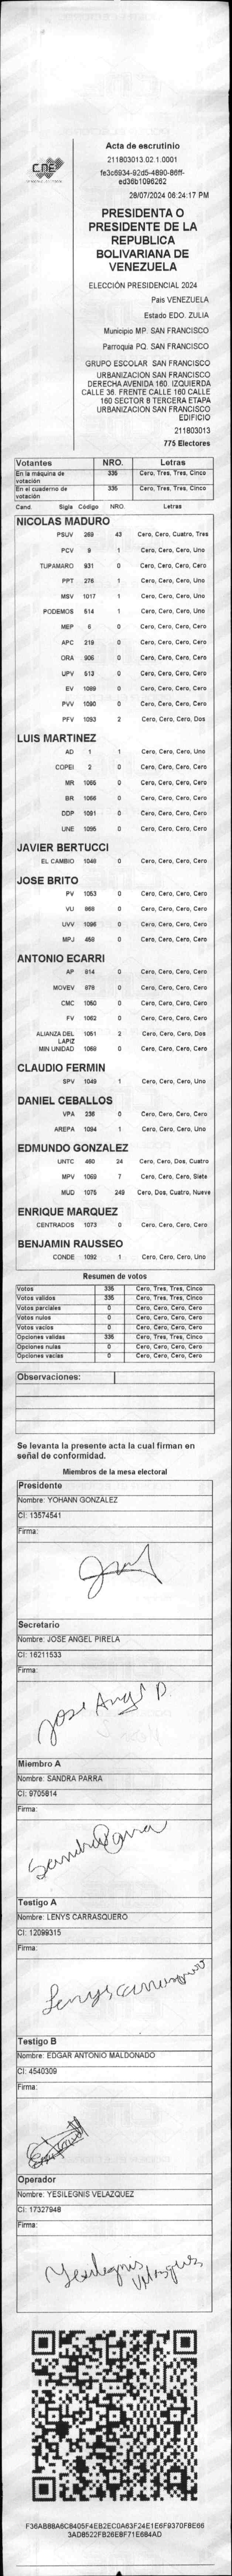 CNE
Acta de escrutinio
211803013.02.1.0001
fe3c6934-92d5-4890-86ff-
ed36b1096262
28/07/2024 06:24:17 PM
PRESIDENTA O
PRESIDENTE DE LA
REPUBLICA
BOLIVARIANA DE
VENEZUELA
ELECCIÓN PRESIDENCIAL 2024
Pais VENEZUELA
Estado EDO. ZULIA
Municipio MP. SAN FRANCISCO
Parroquia PQ. SAN FRANCISCO
GRUPO ESCOLAR SAN FRANCISCO
URBANIZACION SAN FRANCISCO
DERECHA AVENIDA 160. IZQUIERDA
CALLE 36. FRENTE CALLE 160 CALLE
160 SECTOR 8 TERCERA ETAPA
URBANIZACION SAN FRANCISCO
EDIFICIO
211803013
775 Electores
Votantes NRO. Letras
En la máquina de votación 335 Cero, Tres, Tres, Cinco
En el cuaderno de votación 335 Cero, Tres, Tres, Cinco
Cand. Sigla Código NRO. Letras
NICOLAS MADURO
PSUV 269 43 Cero, Cero, Cuatro, Tres
PCV 9 1 Cero, Cero, Cero, Uno
TUPAMARO 931 0 Cero, Cero, Cero, Cero
PPT 276 1 Cero, Cero, Cero, Uno
MSV 1017 1 Cero, Cero, Cero, Uno
PODEMOS 514 1 Cero, Cero, Cero, Uno
MEP 6 0 Cero, Cero, Cero, Cero
APC 219 0 Cero, Cero, Cero, Cero
ORA 906 0 Cero, Cero, Cero, Cero
UPV 513 0 Cero, Cero, Cero, Cero
EV 1089 0 Cero, Cero, Cero, Cero
PVV 1090 0 Cero, Cero, Cero, Cero
PFV 1093 2 Cero, Cero, Cero, Dos
LUIS MARTINEZ
AD 1 1 Cero, Cero, Cero, Uno
COPEI 2 0 Cero, Cero, Cero, Cero
MR 1065 0 Cero, Cero, Cero, Cero
BR 1066 0 Cero, Cero, Cero, Cero
DDP 1091 0 Cero, Cero, Cero, Cero
UNE 1095 0 Cero, Cero, Cero, Cero
JAVIER BERTUCCI
EL CAMBIO 1048 0 Cero, Cero, Cero, Cero
JOSE BRITO
PV 1053 0 Cero, Cero, Cero, Cero
VU 869 0 Cero, Cero, Cero, Cero
UVV 1096 0 Cero, Cero, Cero, Cero
MPJ 459 0 Cero, Cero, Cero, Cero
ANTONIO ECARRI
AP 814 0 Cero, Cero, Cero, Cero
MOVEV 878 0 Cero, Cero, Cero, Cero
CMC 1050 0 Cero, Cero, Cero, Cero
FV 1062 0 Cero, Cero, Cero, Cero
ALIANZA DEL LAPIZ 1051 2 Cero, Cero, Cero, Dos
MIN UNIDAD 1068 0 Cero, Cero, Cero, Cero
CLAUDIO FERMIN
SPV 1049 1 Cero, Cero, Cero, Uno
DANIEL CEBALLOS
VPA 236 0 Cero, Cero, Cero, Cero
AREPA 1094 1 Cero, Cero, Cero, Uno
EDMUNDO GONZALEZ
UNTC 460 24 Cero, Cero, Dos, Cuatro
MPV 1069 7 Cero, Cero, Cero, Siete
MUD 1075 249 Cero, Dos, Cuatro, Nueve
ENRIQUE MARQUEZ
CENTRADOS 1073 0 Cero, Cero, Cero, Cero
BENJAMIN RAUSSEO
CONDE 1092 1 Cero, Cero, Cero, Uno
Resumen de votos
Votos 335 Cero, Tres, Tres, Cinco
Votos validos 335 Cero, Tres, Tres, Cinco
Votos parciales 0 Cero, Cero, Cero, Cero
Votos nulos 0 Cero, Cero, Cero, Cero
Votos vacios 0 Cero, Cero, Cero, Cero
Opciones validas 335 Cero, Tres, Tres, Cinco
Opciones nulas 0 Cero, Cero, Cero, Cero
Opciones vacias 0 Cero, Cero, Cero, Cero
Observaciones:
Se levanta la presente acta la cual firman en
señal de conformidad.
Miembros de la mesa electoral
Presidente
Nombre: YOHANN GONZALEZ
CI: 13574541
Firma:
Secretario
Nombre: JOSE ANGEL PIRELA
CI: 16211533
Firma:
Jose Angel P.
Miembro A
Nombre: SANDRA PARRA
CI: 9705814
Firma:
Sandra Parra
Testigo A
Nombre: LENYS CARRASQUERO
CI: 12099315
Firma:
Lenys carrasquero
Testigo B
Nombre: EDGAR ANTONIO MALDONADO
CI: 4540309
Firma:
Operador
Nombre: YESILEGNIS VELAZQUEZ
CI: 17327948
Firma:
Yesilegnis Velazquez
F36AB88A6C8405F4EB2EC0A63F24E1E6F9370FBE66
3AD8522FB26E8F71E684AD